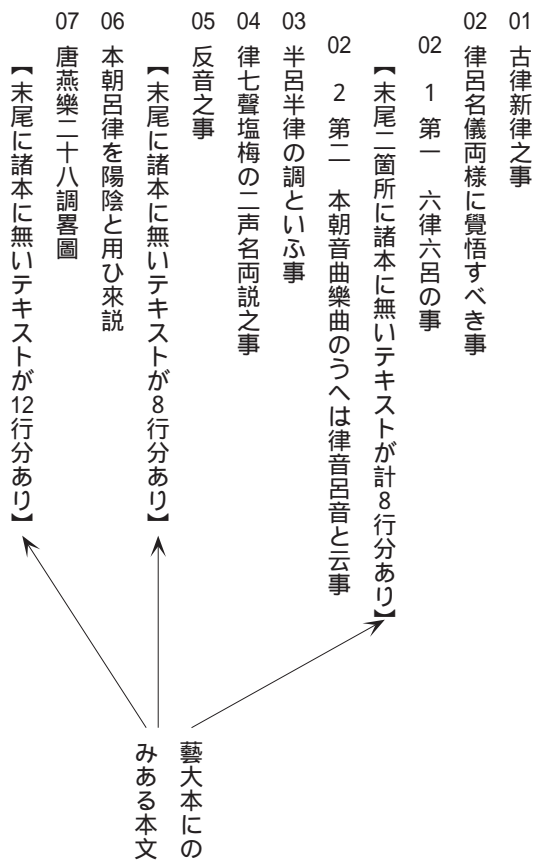 01 古律新律之事
02 律呂名儀両様に覺悟すべき事
02 1 第一 六律六呂の事
【末尾二箇所に諸本に無いテキストが計8行分あり】
02 2 第二 本朝音曲樂曲のうへは律音呂音と云事
03 半呂半律の調といふ事
04 律七聲塩梅の二声名両説之事
05 反音之事
【末尾に諸本に無いテキストが8行分あり】
06 本朝呂律を陽陰と用ひ來説
07 唐燕樂二十八調畧圖
【末尾に諸本に無いテキストが12行分あり】
藝大本にの
みある本文